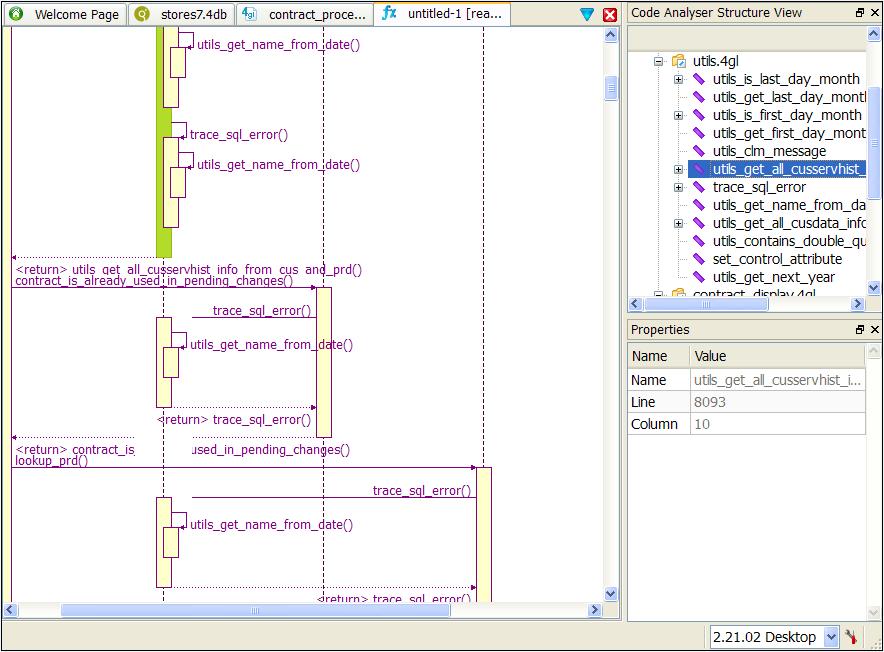 Welcome Page
stores7.4db
contract_proce...
untitled-1 [rea...
utils_get_name_from_date()
trace_sql_error()
utils_get_name_from_date()
<return> utils_get_all_cusservhist_info_from_cus_and_prd()
contract_is_already_used_in_pending_changes()
trace_sql_error()
utils_get_name_from_date()
<return> trace_sql_error()
<return> contract_is_ used_in_pending_changes()
lookup_prd()
trace_sql_error()
utils_get_name_from_date()
<return> trace_sql_error()
Code Analyser Structure View
utils.4gl
utils_is_last_day_month
utils_get_last_day_month
utils_is_first_day_month
utils_get_first_day_mont
utils_clm_message
utils_get_all_cusservhist_
trace_sql_error
utils_get_name_from_da
utils_get_all_cusdata_info
utils_contains_double_qu
set_control_attribute
utils_get_next_year
contract_display.4gl
Properties
Name Value
Name utils_get_all_cusservhist_i...
Line 8093
Column 10
2.21.02 Desktop